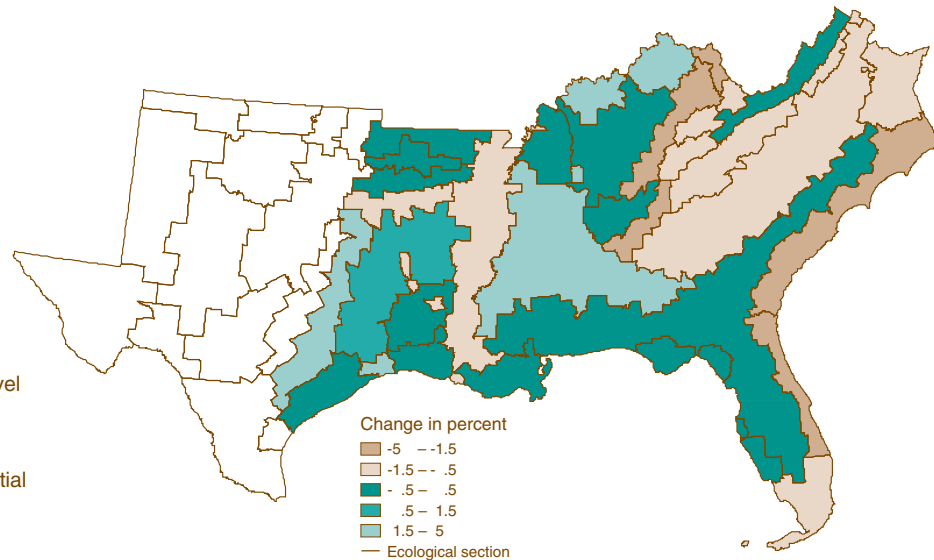 vel
tial
Change in percent
-5 – -1.5
-1.5 – - .5
- .5 – .5
.5 – 1.5
1.5 – 5
Ecological section